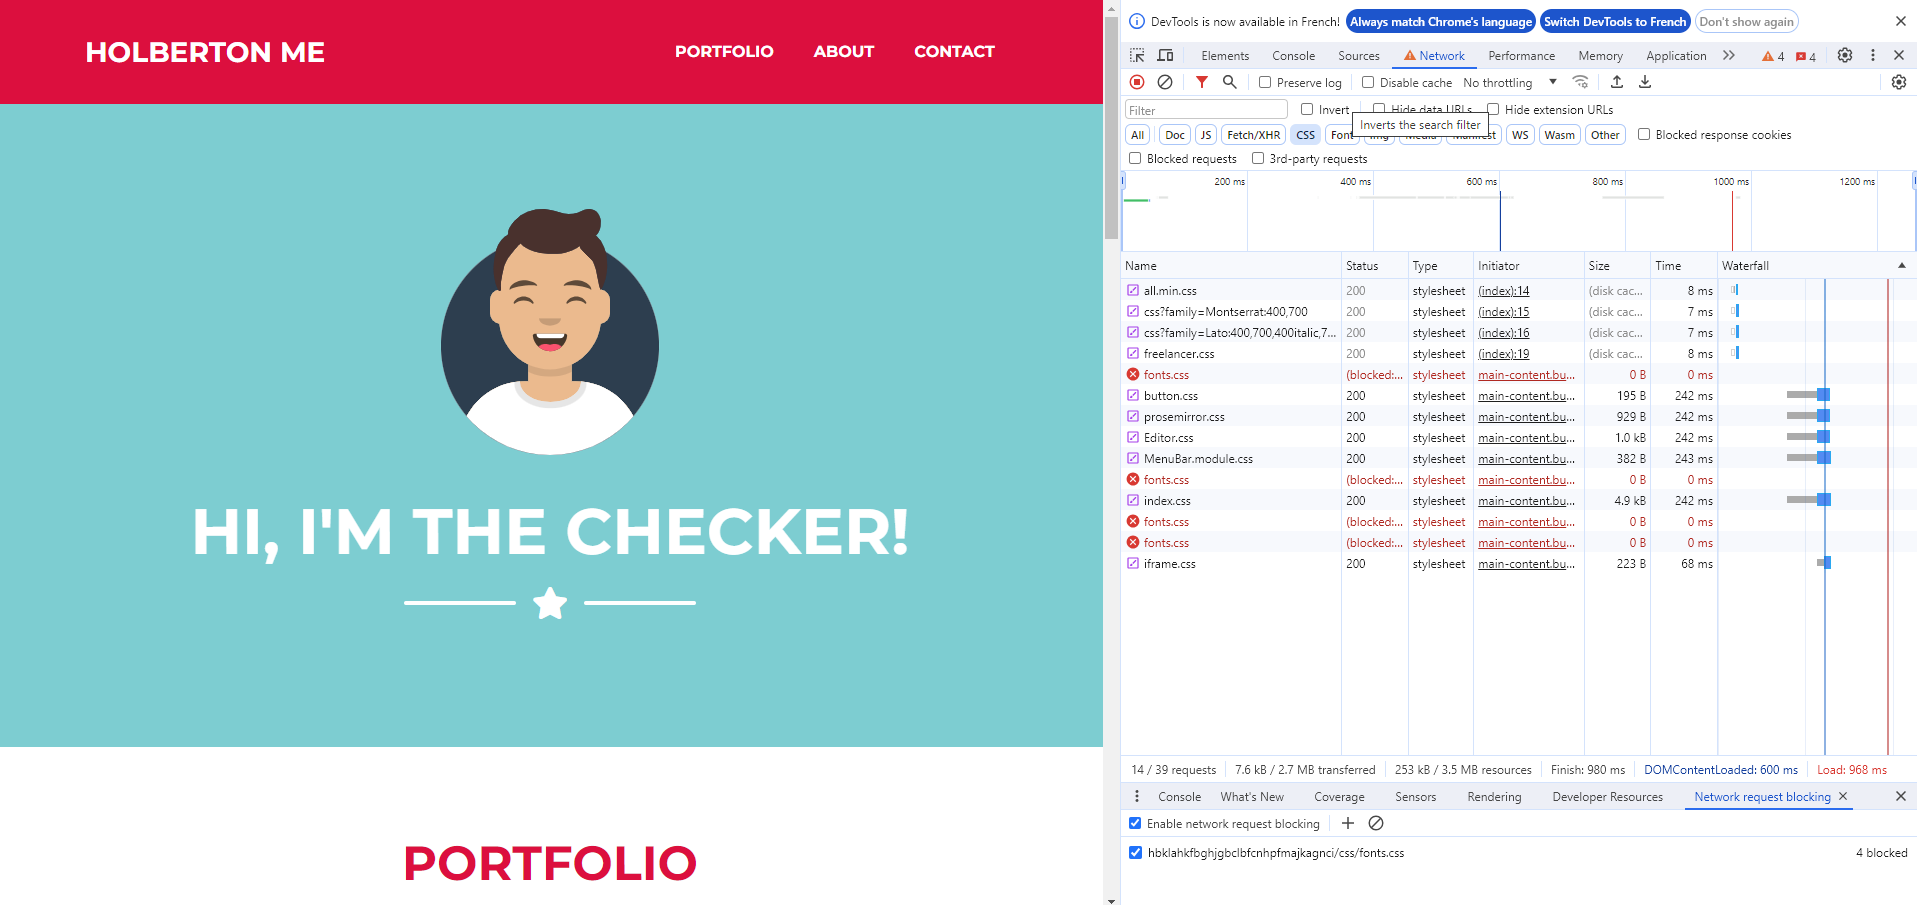 HOLBERTON ME
PORTFOLIO ABOUT CONTACT
HI, I'M THE CHECKER!
PORTFOLIO
DevTools is now available in French! Always match Chrome's language Switch DevTools to French Don't show again
Elements Console Sources Network Performance Memory Application 4 4
Preserve log Disable cache No throttling
Filter Invert Hide data URLs Hide extension URLs
Inverts the search filter
All Doc JS Fetch/XHR CSS Font Img Media Manifest WS Wasm Other Blocked response cookies
Blocked requests 3rd-party requests
200 ms 400 ms 600 ms 800 ms 1000 ms 1200 ms
Name Status Type Initiator Size Time Waterfall
all.min.css 200 stylesheet (index):14 (disk cac... 8 ms
css?family=Montserrat:400,700 200 stylesheet (index):15 (disk cac... 7 ms
css?family=Lato:400,700,400italic,7... 200 stylesheet (index):16 (disk cac... 7 ms
freelancer.css 200 stylesheet (index):19 (disk cac... 8 ms
fonts.css (blocked:... stylesheet main-content.bu... 0 B 0 ms
button.css 200 stylesheet main-content.bu... 195 B 242 ms
prosemirror.css 200 stylesheet main-content.bu... 929 B 242 ms
Editor.css 200 stylesheet main-content.bu... 1.0 kB 242 ms
MenuBar.module.css 200 stylesheet main-content.bu... 382 B 243 ms
fonts.css (blocked:... stylesheet main-content.bu... 0 B 0 ms
index.css 200 stylesheet main-content.bu... 4.9 kB 242 ms
fonts.css (blocked:... stylesheet main-content.bu... 0 B 0 ms
fonts.css (blocked:... stylesheet main-content.bu... 0 B 0 ms
iframe.css 200 stylesheet main-content.bu... 223 B 68 ms
14 / 39 requests 7.6 kB / 2.7 MB transferred 253 kB / 3.5 MB resources Finish: 980 ms DOMContentLoaded: 600 ms Load: 968 ms
Console What's New Coverage Sensors Rendering Developer Resources Network request blocking
Enable network request blocking
hbklahkfbghjgbclbfcnhpfmajkagnci/css/fonts.css 4 blocked